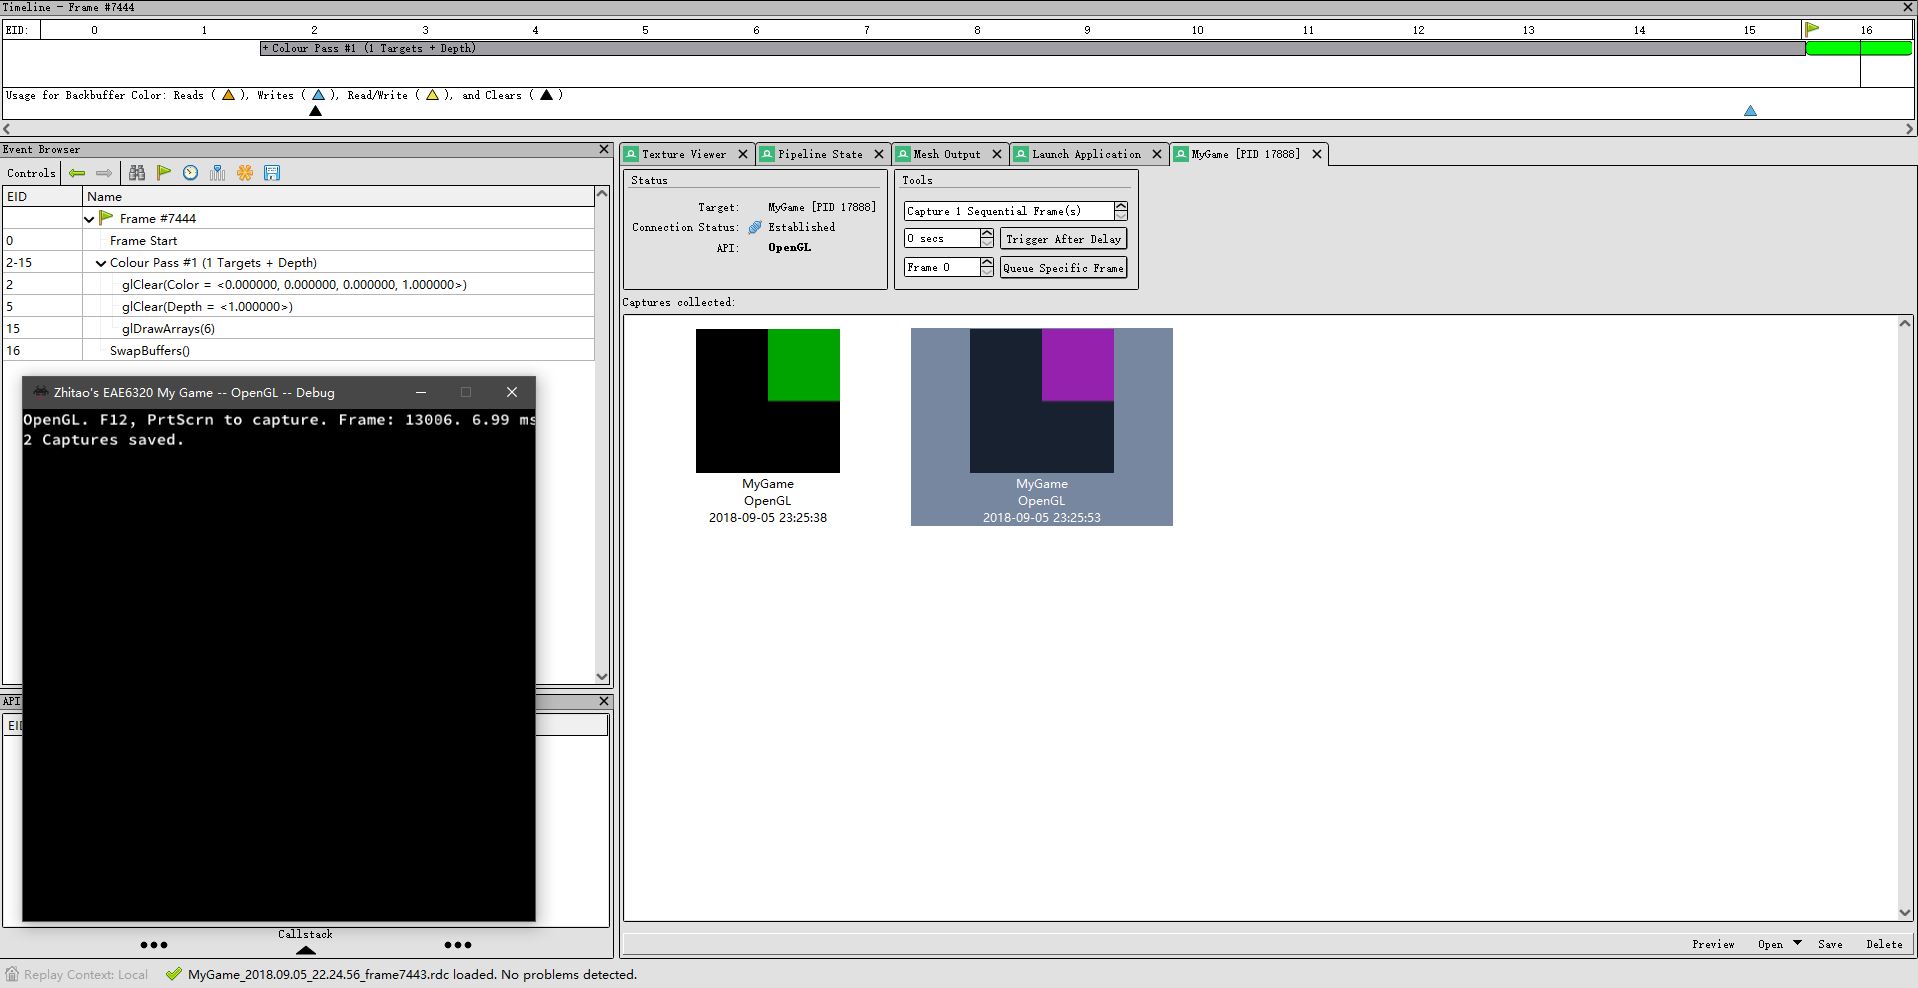 Timeline - Frame #7444
EID: 0 1 2 3 4 5 6 7 8 9 10 11 12 13 14 15 16
+ Colour Pass #1 (1 Targets + Depth)
Usage for Backbuffer Color: Reads ( ), Writes ( ), Read/Write ( ), and Clears ( )
Event Browser
Controls
EID Name
Frame #7444
0 Frame Start
2-15 Colour Pass #1 (1 Targets + Depth)
2 glClear(Color = <0.000000, 0.000000, 0.000000, 1.000000>)
5 glClear(Depth = <1.000000>)
15 glDrawArrays(6)
16 SwapBuffers()
Zhitao's EAE6320 My Game -- OpenGL -- Debug
OpenGL. F12, PrtScrn to capture. Frame: 13006. 6.99 ms
2 Captures saved.
API
EID
Callstack
Texture Viewer
Pipeline State
Mesh Output
Launch Application
MyGame [PID 17888]
Status
Target: MyGame [PID 17888]
Connection Status: Established
API: OpenGL
Tools
Capture 1 Sequential Frame(s)
0 secs Trigger After Delay
Frame 0 Queue Specific Frame
Captures collected:
MyGame
OpenGL
2018-09-05 23:25:38
MyGame
OpenGL
2018-09-05 23:25:53
Preview Open Save Delete
Replay Context: Local MyGame_2018.09.05_22.24.56_frame7443.rdc loaded. No problems detected.